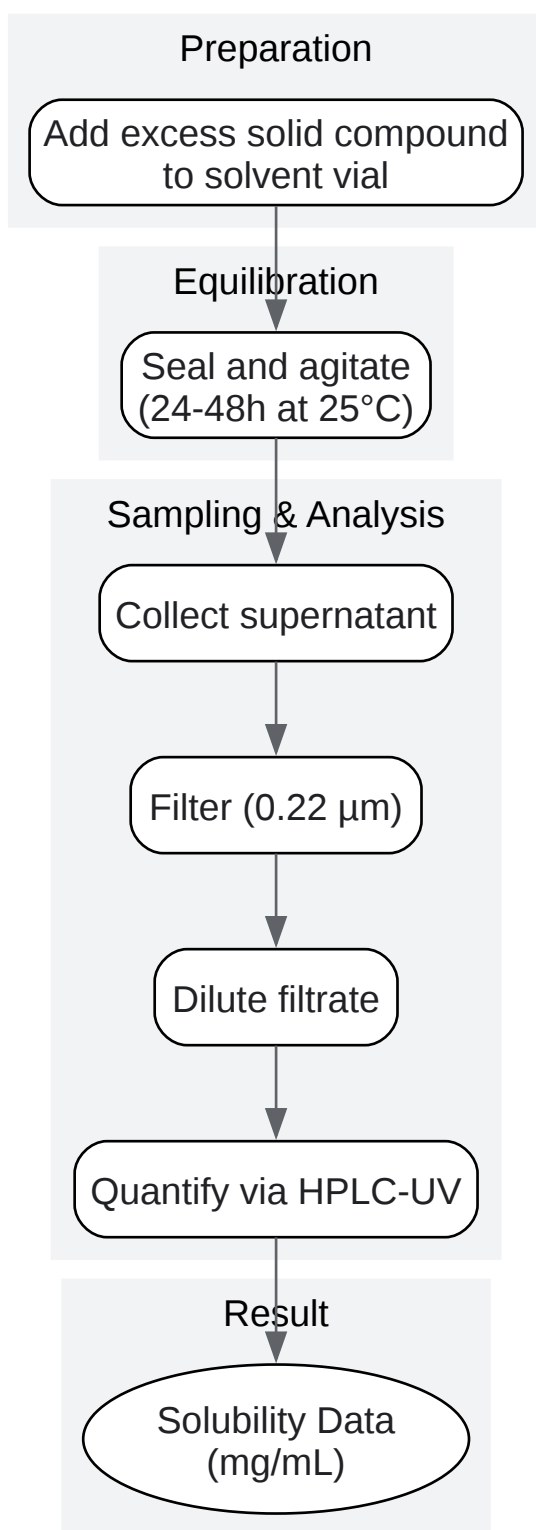 Preparation
Add excess solid compound
to solvent vial
Equilibration
Seal and agitate
(24-48h at 25°C)
Sampling & Analysis
Collect supernatant
Filter (0.22 µm)
Dilute filtrate
Quantify via HPLC-UV
Result
Solubility Data
(mg/mL)